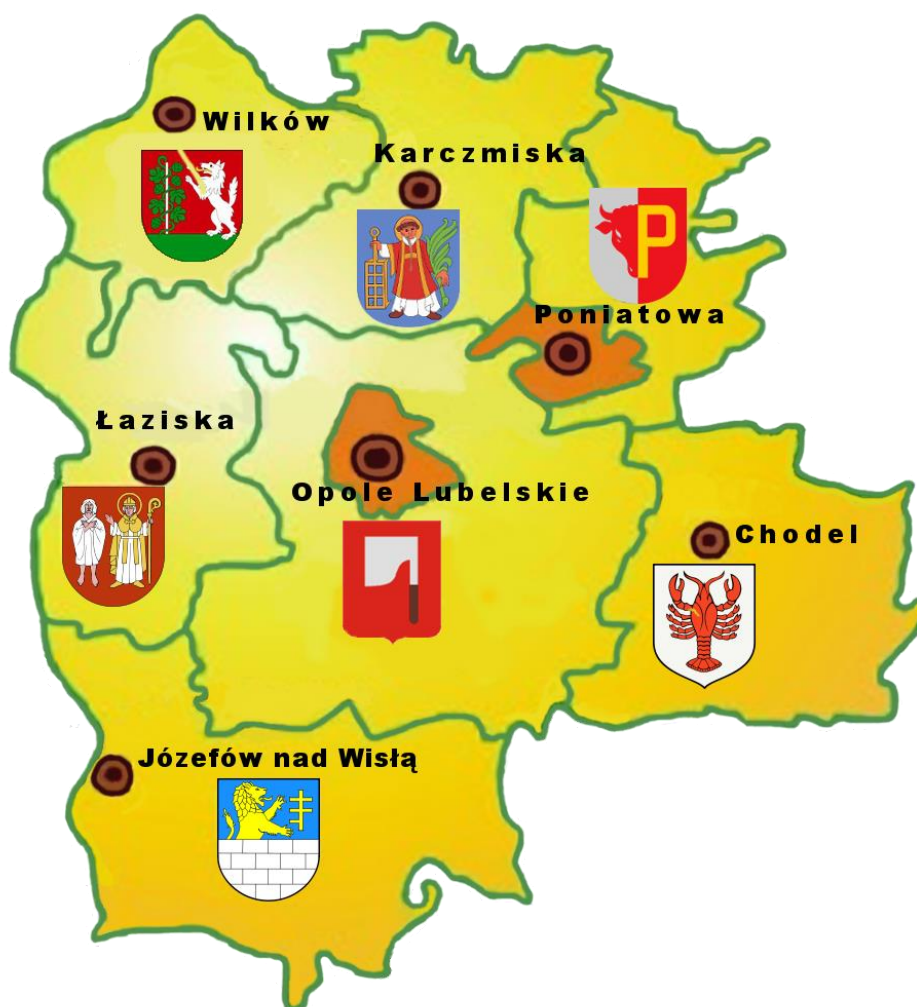 Wilków
Karczmiska
P
Poniatowa
Łaziska
Opole Lubelskie
Chodel
Józefów nad Wisłą